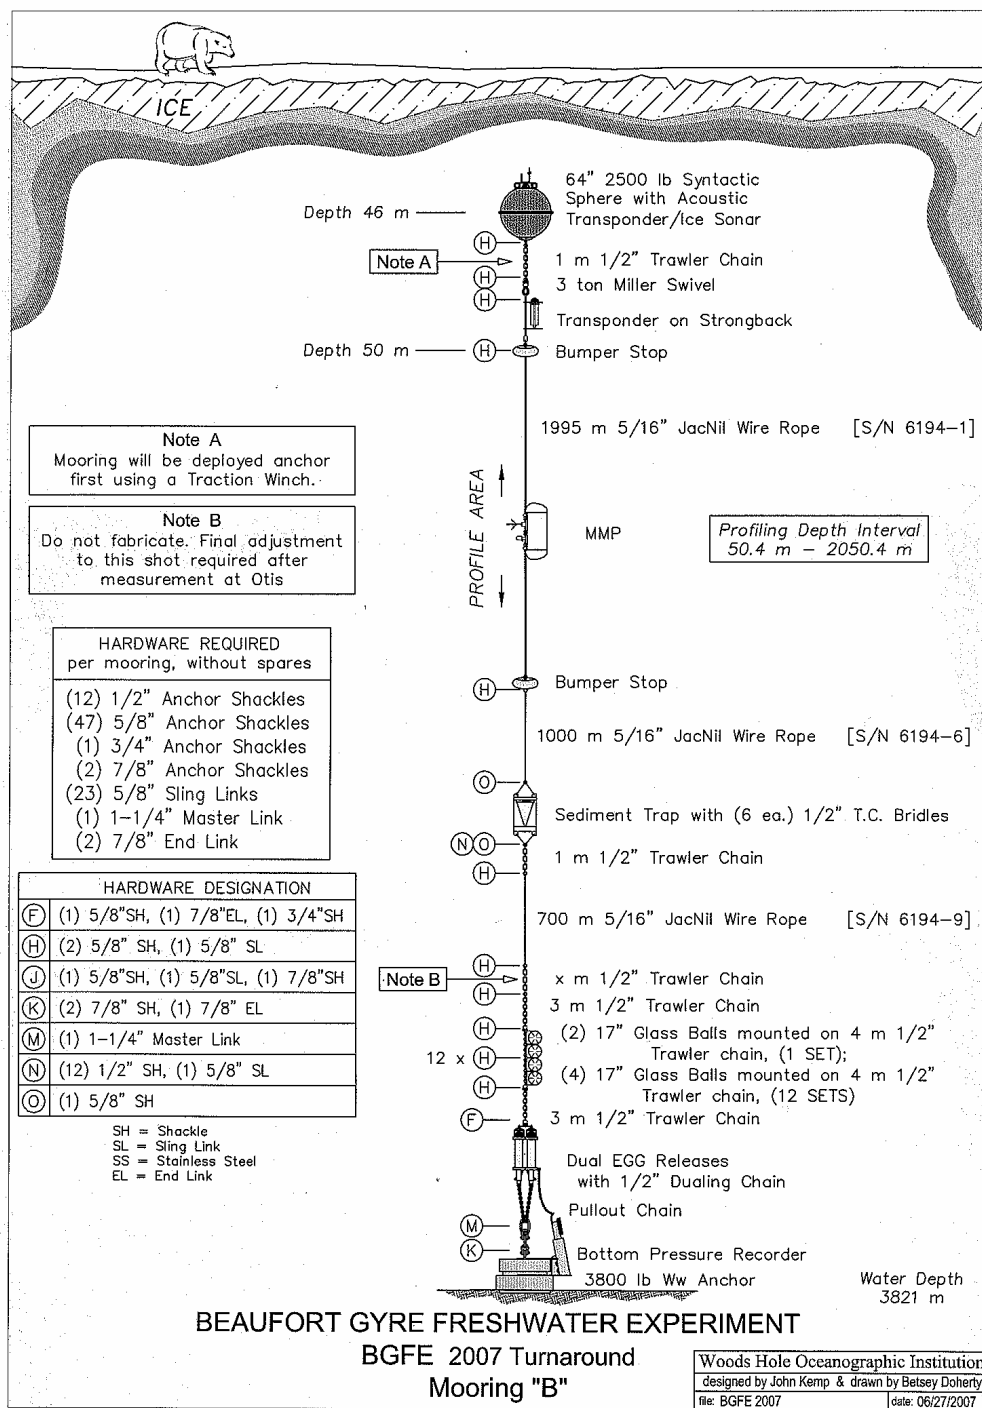 ICE
64" 2500 lb Syntactic
Sphere with Acoustic
Transponder/Ice Sonar
Depth 46 m
H
Note A
1 m 1/2" Trawler Chain
H
3 ton Miller Swivel
H
Transponder on Strongback
Depth 50 m
H
Bumper Stop
1995 m 5/16" JacNil Wire Rope [S/N 6194-1]
Note A
Mooring will be deployed anchor
first using a Traction Winch.
Note B
Do not fabricate. Final adjustment
to this shot required after
measurement at Otis
PROFILE AREA
MMP
Profiling Depth Interval
50.4 m - 2050.4 m
HARDWARE REQUIRED
per mooring, without spares
(12) 1/2" Anchor Shackles
(47) 5/8" Anchor Shackles
(1) 3/4" Anchor Shackles
(2) 7/8" Anchor Shackles
(23) 5/8" Sling Links
(1) 1-1/4" Master Link
(2) 7/8" End Link
H
Bumper Stop
1000 m 5/16" JacNil Wire Rope [S/N 6194-6]
O
Sediment Trap with (6 ea.) 1/2" T.C. Bridles
N O
1 m 1/2" Trawler Chain
H
700 m 5/16" JacNil Wire Rope [S/N 6194-9]
HARDWARE DESIGNATION
F (1) 5/8"SH, (1) 7/8"EL, (1) 3/4"SH
H (2) 5/8" SH, (1) 5/8" SL
J (1) 5/8"SH, (1) 5/8"SL, (1) 7/8"SH
K (2) 7/8" SH, (1) 7/8" EL
M (1) 1-1/4" Master Link
N (12) 1/2" SH, (1) 5/8" SL
O (1) 5/8" SH
SH = Shackle
SL = Sling Link
SS = Stainless Steel
EL = End Link
H
Note B
x m 1/2" Trawler Chain
H
3 m 1/2" Trawler Chain
H
(2) 17" Glass Balls mounted on 4 m 1/2"
Trawler chain, (1 SET);
12 x H
(4) 17" Glass Balls mounted on 4 m 1/2"
Trawler chain, (12 SETS)
H
F
3 m 1/2" Trawler Chain
Dual EGG Releases
with 1/2" Dualing Chain
Pullout Chain
M
K
Bottom Pressure Recorder
3800 lb Ww Anchor
Water Depth
3821 m
BEAUFORT GYRE FRESHWATER EXPERIMENT
BGFE 2007 Turnaround
Mooring "B"
Woods Hole Oceanographic Institution
designed by John Kemp & drawn by Betsey Doherty
file: BGFE 2007
date: 06/27/2007